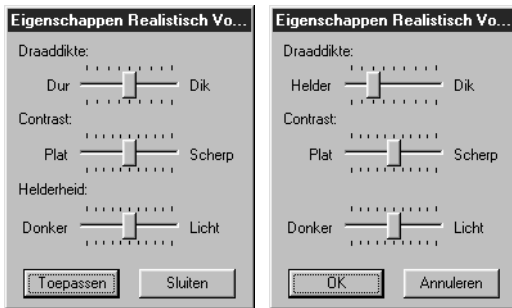 Eigenschappen Realistisch Vo...
Draaddikte:
Dur Dik
Contrast:
Plat Scherp
Helderheid:
Donker Licht
Toepassen Sluiten
Eigenschappen Realistisch Vo...
Draaddikte:
Helder Dik
Contrast:
Plat Scherp
Donker Licht
OK Annuleren